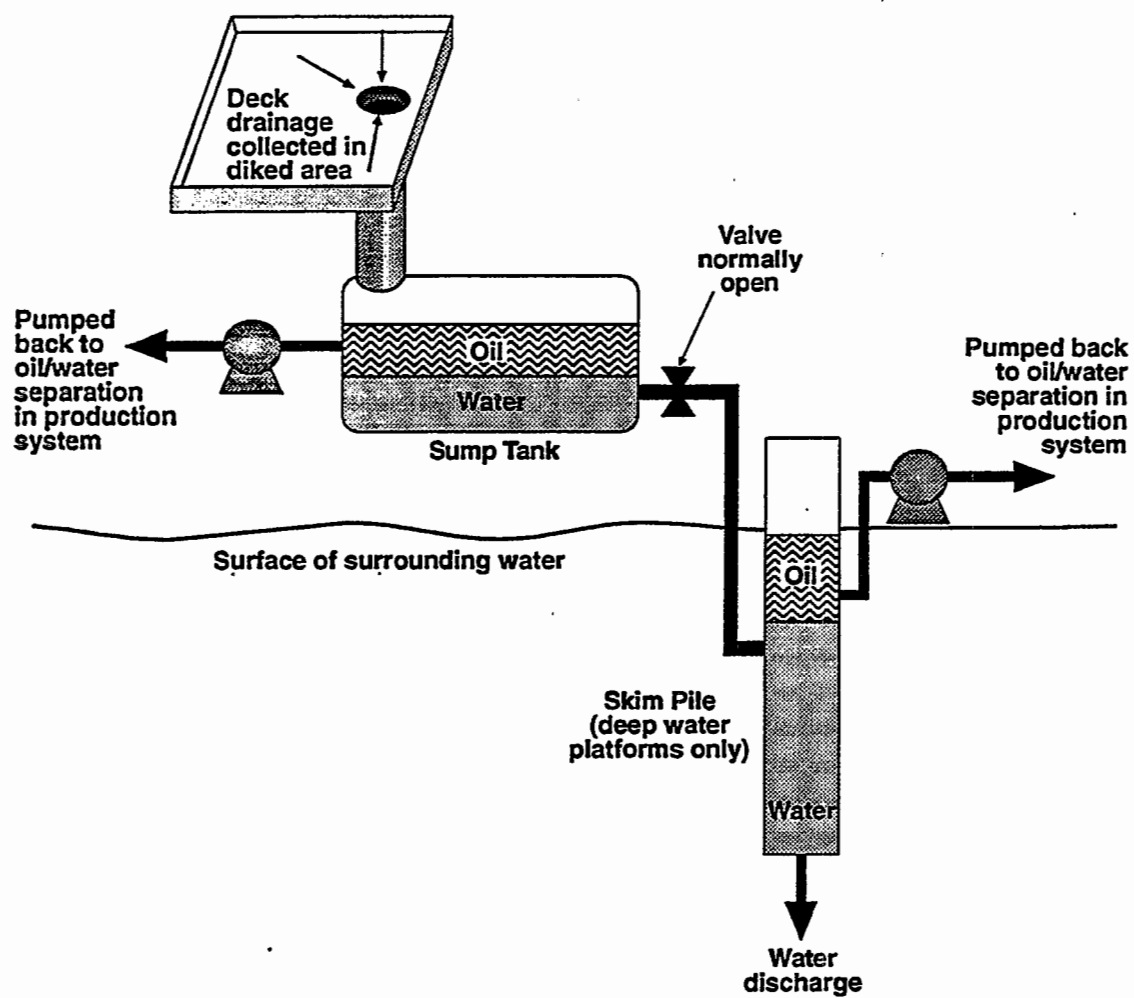 Deck
drainage
collected in
diked area
Valve
normally
open
Pumped
back to
oil/water
separation
in production
system
Oil
Water
Sump Tank
Pumped back
to oil/water
separation in
production
system
Surface of surrounding water
Oil
Skim Pile
(deep water
platforms only)
Water
Water
discharge